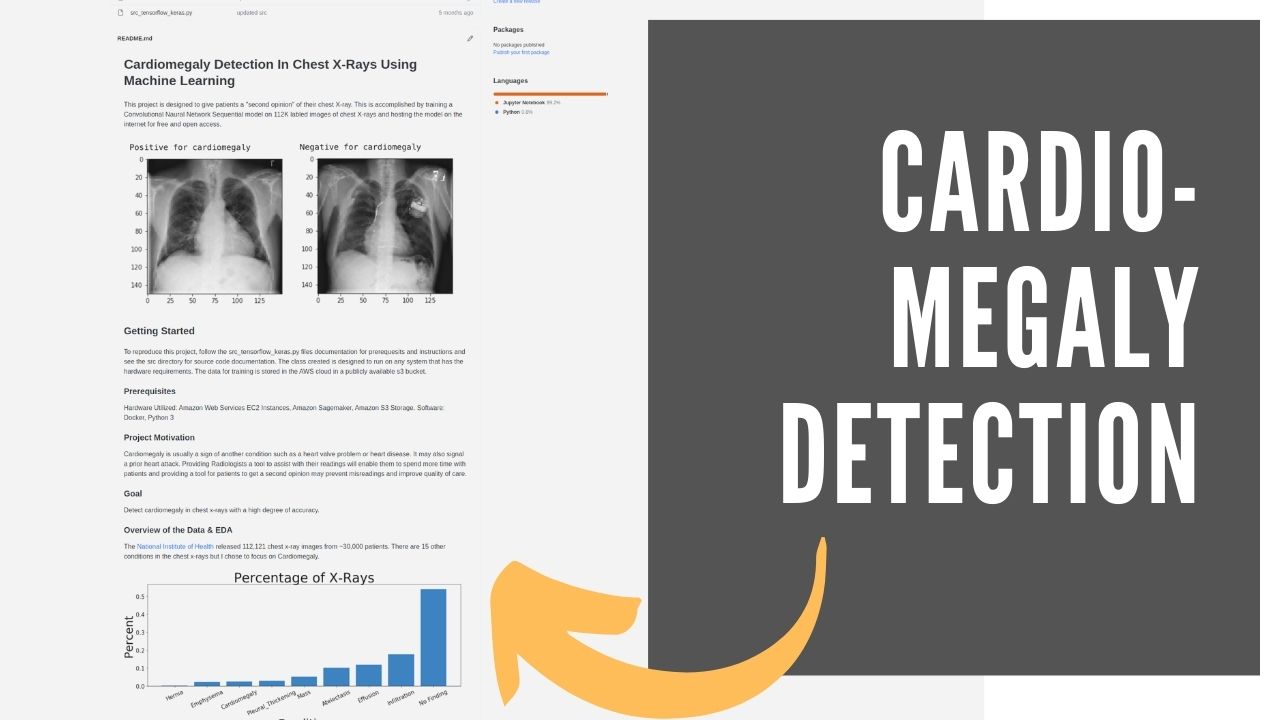 Create a new release
src_tensorflow_keras.py updated src 5 months ago
README.md
Cardiomegaly Detection In Chest X-Rays Using
Machine Learning
This project is designed to give patients a "second opinion" of their chest X-ray. This is accomplished by training a
Convolutional Neural Network Sequential model on 112K labled images of chest X-rays and hosting the model on the
internet for free and open access.
Positive for cardiomegaly
0
20
40
60
80
100
120
140
0 25 50 75 100 125
Negative for cardiomegaly
0
20
40
60
80
100
120
140
0 25 50 75 100 125
Getting Started
To reproduce this project, follow the src_tensorflow_keras.py files documentation for prerequests and instructions and
see the src directory for source code documentation. The class created is designed to run on any system that has the
hardware requirements. The data for training is stored in the AWS cloud in a publicly available s3 bucket.
Prerequisites
Hardware Utilized: Amazon Web Services EC2 Instances, Amazon Sagemaker, Amazon S3 Storage. Software:
Docker, Python 3
Project Motivation
Cardiomegaly is usually a sign of another condition such as a heart valve problem or heart disease. It may also signal
a prior heart attack. Providing Radiologists a tool to assist with their readings will enable them to spend more time with
patients and providing a tool for patients to get a second opinion may prevent misreadings and improve quality of care.
Goal
Detect cardiomegaly in chest x-rays with a high degree of accuracy.
Overview of the Data & EDA
The National Institute of Health released 112,121 chest x-ray images from ~30,000 patients. There are 15 other
conditions in the chest x-rays but I chose to focus on Cardiomegaly.
Percentage of X-Rays
Percent
0.5
0.4
0.3
0.2
0.1
0.0
Hernia Emphysema Cardiomegaly Pleural_Thickening Mass Atelectasis Effusion Infiltration No Finding
Packages
No packages published
Publish your first package
Languages
Jupyter Notebook 99.2%
Python 0.8%
CARDIO-
MEGALY
DETECTION